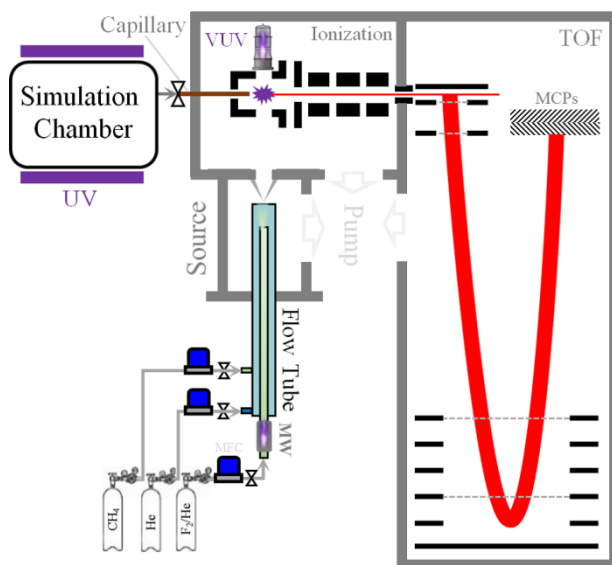 Capillary
VUV
Ionization
TOF
Simulation
Chamber
MCPs
UV
Source
Pump
Flow Tube
MW
MFC
CH₄
He
F₂/He